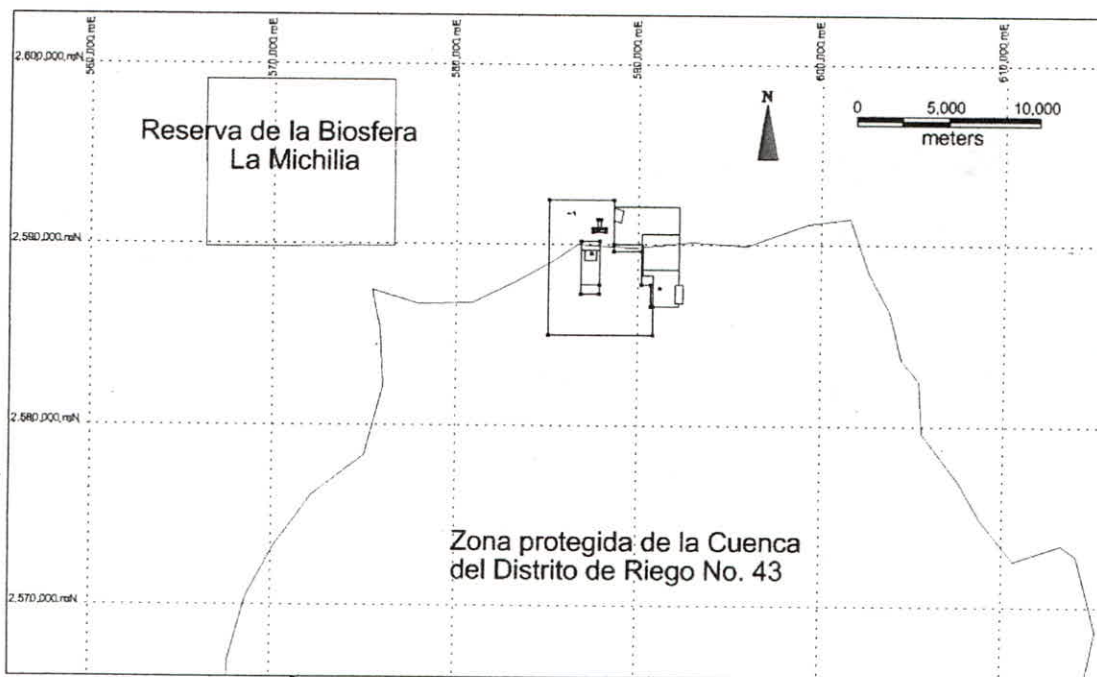 560,000 mE
570,000 mE
580,000 mE
590,000 mE
600,000 mE
610,000 mE
2,600,000 mN
Reserva de la Biosfera
La Michilia
N
0 5,000 10,000
meters
2,590,000 mN
2,580,000 mN
Zona protegida de la Cuenca
del Distrito de Riego No. 43
2,570,000 mN